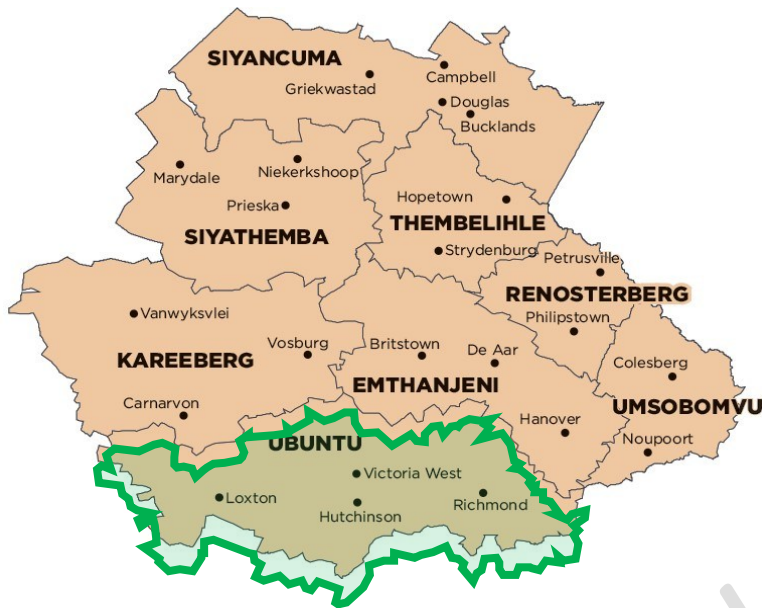 SIYANCUMA
Griekwastad
Campbell
Douglas
Bucklands
Marydale
Niekerkshoop
Prieska
SIYATHEMBA
Hopetown
THEMBELIHLE
Strydenburg
Petrusville
RENOSTERBERG
Philipstown
Vanwyksvlei
Vosburg
KAREEBERG
Carnarvon
Britstown
De Aar
EMTHANJENI
Hanover
Colesberg
UMSOBOMVU
Noupoort
UBUNTU
Victoria West
Loxton
Hutchinson
Richmond